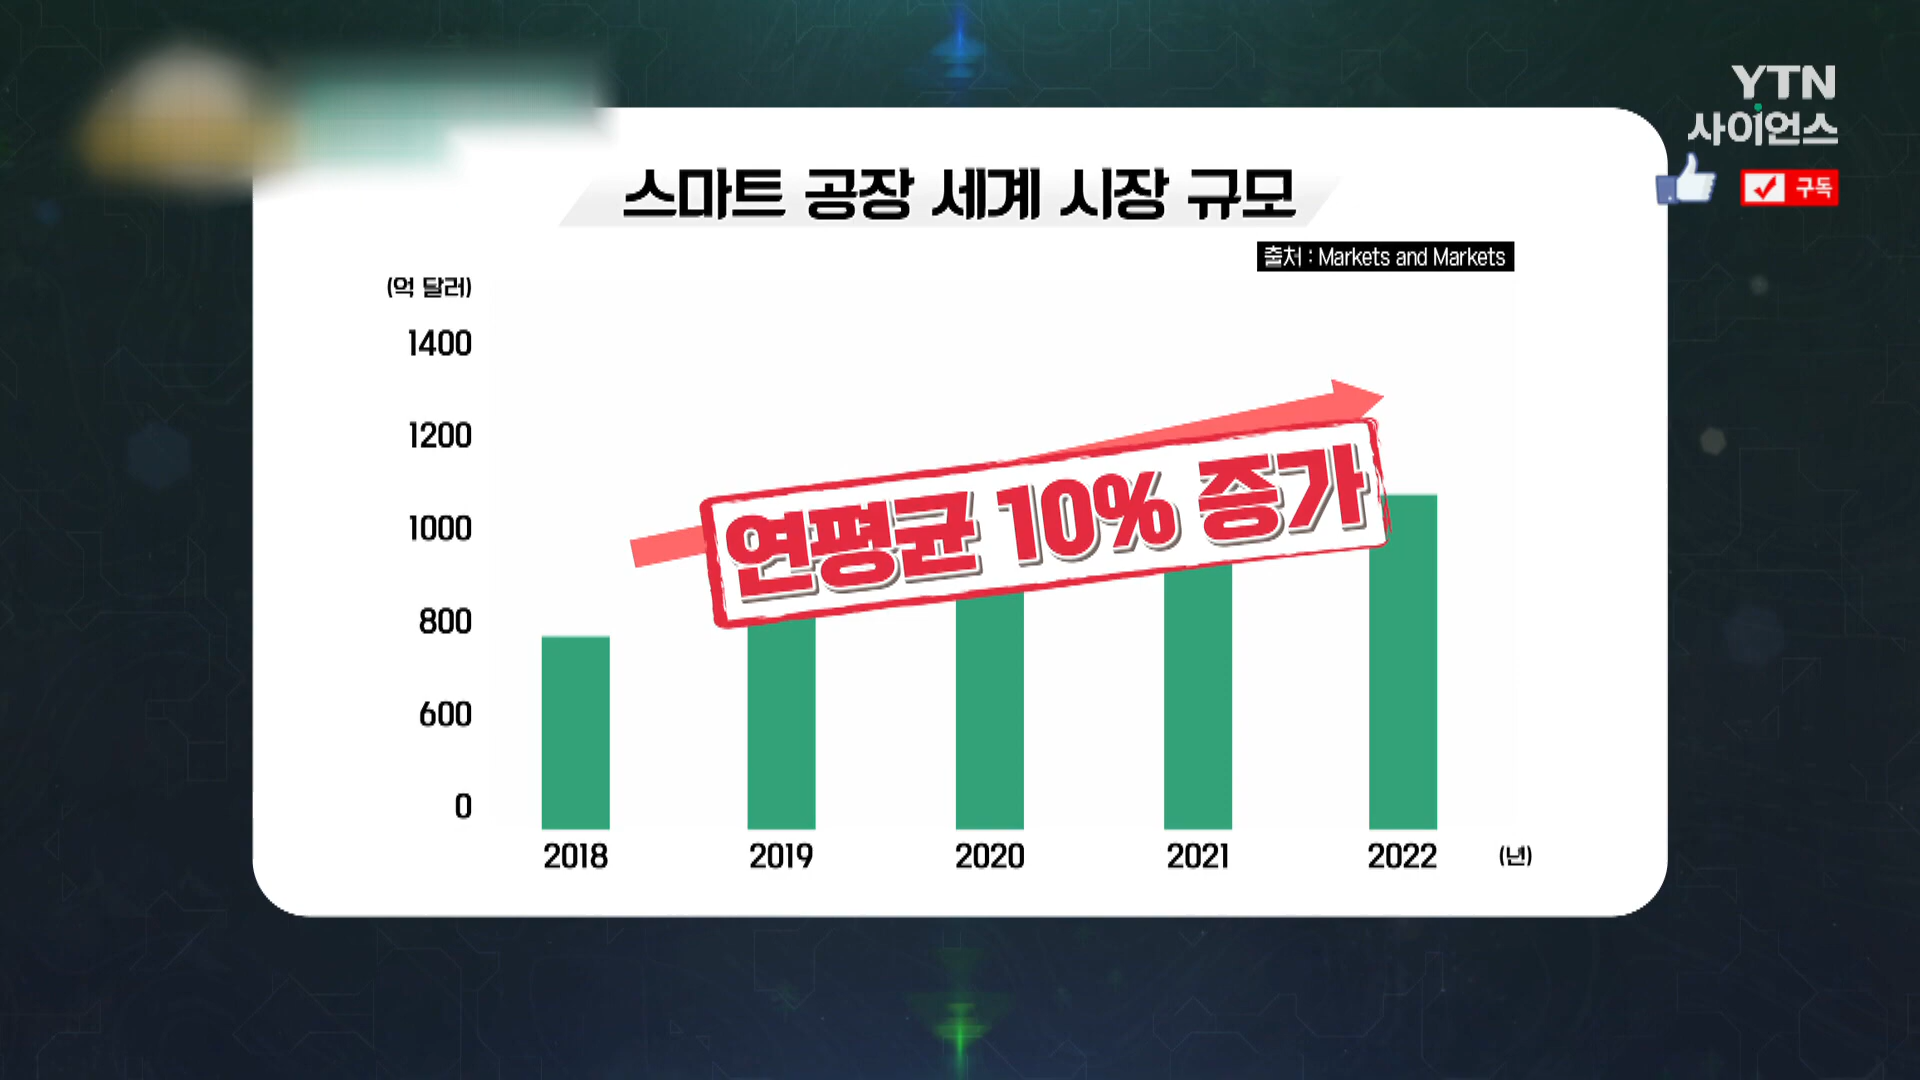 YTN
사이언스
구독
스마트 공장 세계 시장 규모
출처 : Markets and Markets
(억 달러)
1400
1200
1000
800
600
0
연평균 10% 증가
2018 2019 2020 2021 2022 (년)